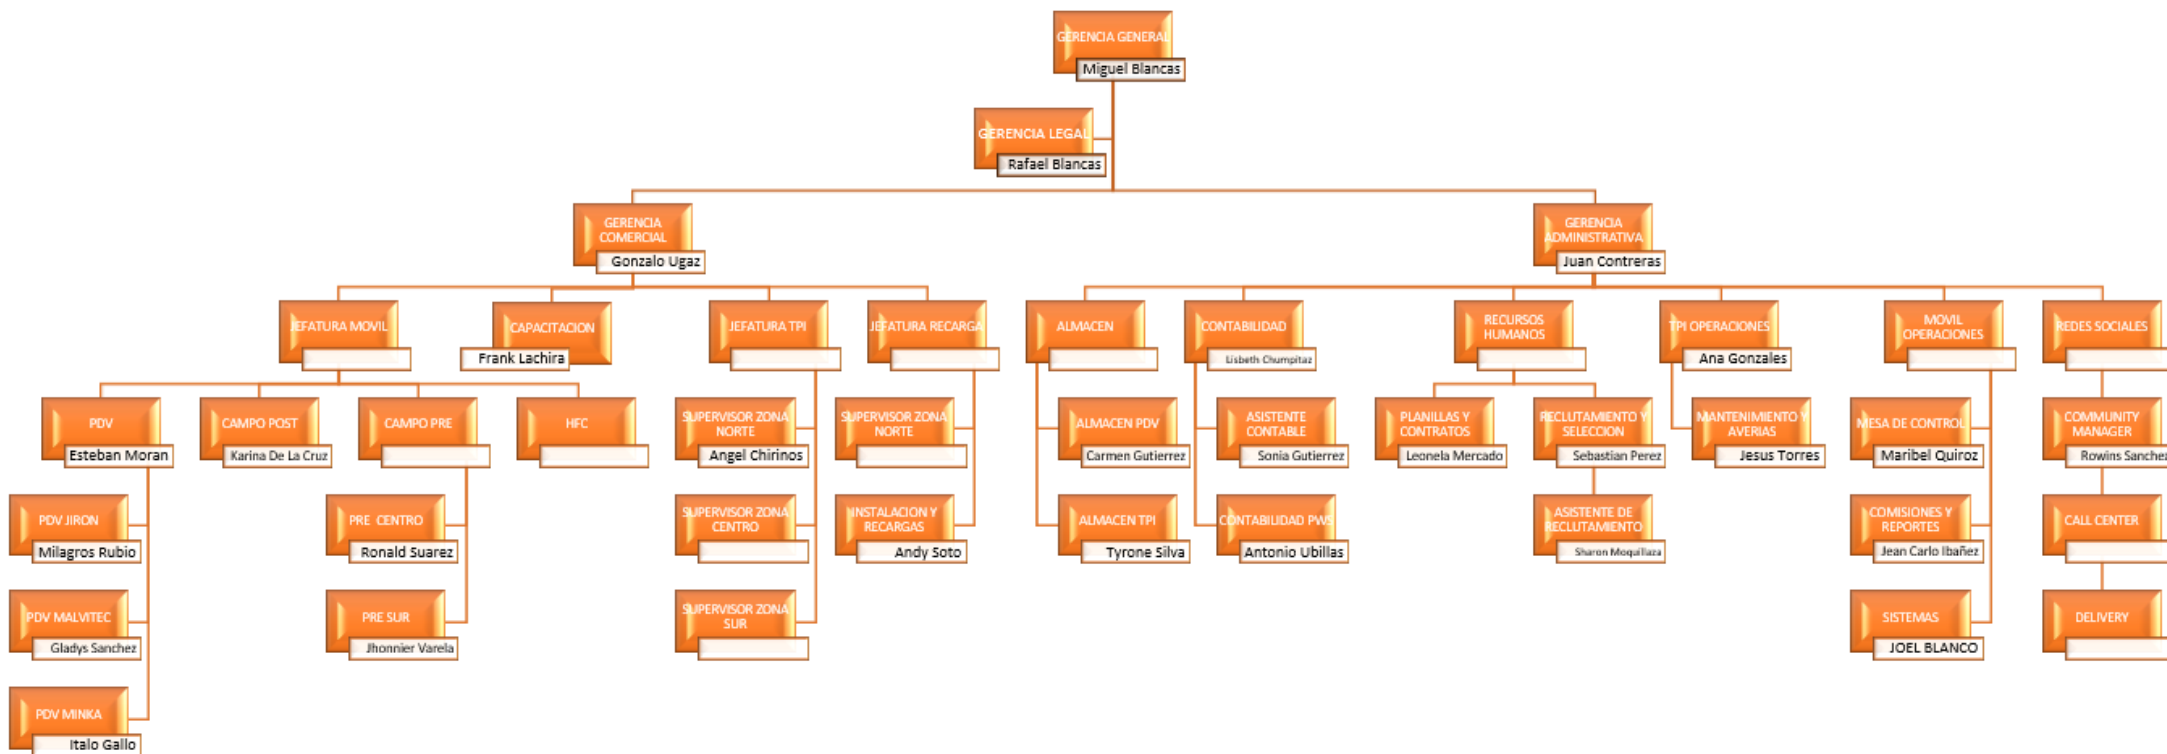 GERENCIA GENERAL
Miguel Blancas
GERENCIA LEGAL
Rafael Blancas
GERENCIA
COMERCIAL
Gonzalo Ugaz
GERENCIA
ADMINISTRATIVA
Juan Contreras
JEFATURA MOVIL
CAPACITACION
Frank Lachira
JEFATURA TPI
JEFATURA RECARGA
ALMACEN
CONTABILIDAD
Lisbeth Chumpitaz
RECURSOS
HUMANOS
TPI OPERACIONES
Ana Gonzales
MOVIL
OPERACIONES
REDES SOCIALES
PDV
Esteban Moran
CAMPO POST
Karina De La Cruz
CAMPO PRE
HFC
SUPERVISOR ZONA
NORTE
Angel Chirinos
SUPERVISOR ZONA
NORTE
ALMACEN PDV
Carmen Gutierrez
ASISTENTE
CONTABLE
Sonia Gutierrez
PLANILLAS Y
CONTRATOS
Leonela Mercado
RECLUTAMIENTO Y
SELECCION
Sebastian Perez
MANTENIMIENTO Y
AVERIAS
Jesus Torres
MESA DE CONTROL
Maribel Quiroz
COMMUNITY
MANAGER
Rowins Sanchez
PDV JIRON
Milagros Rubio
PRE CENTRO
Ronald Suarez
SUPERVISOR ZONA
CENTRO
INSTALACION Y
RECARGAS
Andy Soto
ALMACEN TPI
Tyrone Silva
CONTABILIDAD PWS
Antonio Ubillas
ASISTENTE DE
RECLUTAMIENTO
Sharon Moquillaza
COMISIONES Y
REPORTES
Jean Carlo Ibañez
CALL CENTER
PDV MALVITEC
Gladys Sanchez
PRE SUR
Jhonnier Varela
SUPERVISOR ZONA
SUR
SISTEMAS
JOEL BLANCO
DELIVERY
PDV MINKA
Italo Gallo